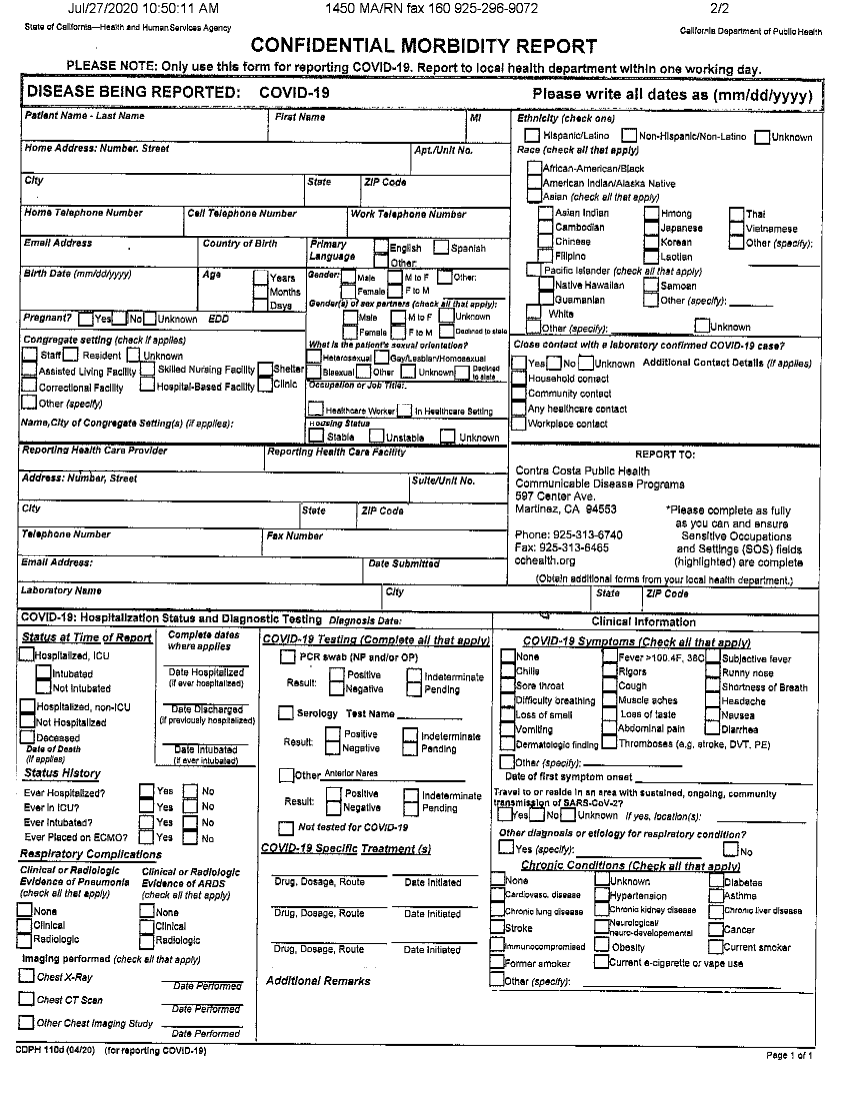 Jul/27/2020 10:50:11 AM 1450 MA/RN fax 160 925-296-9072 2/2
State of California—Health and Human Services Agency California Department of Public Health
CONFIDENTIAL MORBIDITY REPORT
PLEASE NOTE: Only use this form for reporting COVID-19. Report to local health department within one working day.
DISEASE BEING REPORTED: COVID-19 Please write all dates as (mm/dd/yyyy)
Patient Name - Last Name First Name MI
Home Address: Number, Street Apt./Unit No.
City State ZIP Code
Home Telephone Number Cell Telephone Number Work Telephone Number
Email Address Country of Birth Primary Language English Spanish
Other:
Birth Date (mm/dd/yyyy) Age Years Months Days
Gender: Male M to F Other:
Female F to M
Gender(s) of sex partners (check all that apply):
Male M to F Unknown
Female F to M Declined to state
Pregnant? Yes No Unknown EDD
What is the patient's sexual orientation?
Heterosexual Gay/Lesbian/Homosexual
Bisexual Other Unknown Declined to state
Congregate setting (check if applies)
Staff Resident Unknown
Assisted Living Facility Skilled Nursing Facility Shelter
Correctional Facility Hospital-Based Facility Clinic
Other (specify)
Name, City of Congregate Setting(s) (if applies):
Occupation or Job Title:
Healthcare Worker In Healthcare Setting
Housing Status
Stable Unstable Unknown
Ethnicity (check one)
Hispanic/Latino Non-Hispanic/Non-Latino Unknown
Race (check all that apply)
African-American/Black
American Indian/Alaska Native
Asian (check all that apply)
Asian Indian Hmong Thai
Cambodian Japanese Vietnamese
Chinese Korean Other (specify):
Filipino Laotian
Pacific Islander (check all that apply)
Native Hawaiian Samoan
Guamanian Other (specify):
White
Other (specify): Unknown
Close contact with a laboratory confirmed COVID-19 case?
Yes No Unknown Additional Contact Details (if applies)
Household contact
Community contact
Any healthcare contact
Workplace contact
Reporting Health Care Provider Reporting Health Care Facility
Address: Number, Street Suite/Unit No.
City State ZIP Code
Telephone Number Fax Number
Email Address: Date Submitted
REPORT TO:
Contra Costa Public Health
Communicable Disease Programs
597 Center Ave.
Martinez, CA 94553
Phone: 925-313-6740
Fax: 925-313-6465
cchealth.org
*Please complete as fully
as you can and ensure
Sensitive Occupations
and Settings (SOS) fields
(highlighted) are complete
(Obtain additional forms from your local health department.)
Laboratory Name City State ZIP Code
COVID-19: Hospitalization Status and Diagnostic Testing Diagnosis Date: Clinical Information
Status at Time of Report
Hospitalized, ICU
Intubated
Not Intubated
Hospitalized, non-ICU
Not Hospitalized
Deceased
Date of Death
(if applies)
Complete dates
where applies
Date Hospitalized
(if ever hospitalized)
Date Discharged
(if previously hospitalized)
Date Intubated
(if ever intubated)
Status History
Ever Hospitalized? Yes No
Ever in ICU? Yes No
Ever Intubated? Yes No
Ever Placed on ECMO? Yes No
Respiratory Complications
Clinical or Radiologic Clinical or Radiologic
Evidence of Pneumonia Evidence of ARDS
(check all that apply) (check all that apply)
None None
Clinical Clinical
Radiologic Radiologic
Imaging performed (check all that apply)
Chest X-Ray Date Performed
Chest CT Scan Date Performed
Other Chest Imaging Study Date Performed
COVID-19 Testing (Complete all that apply)
PCR swab (NP and/or OP)
Result: Positive Indeterminate
Negative Pending
Serology Test Name
Result: Positive Indeterminate
Negative Pending
Other Anterior Nares
Result: Positive Indeterminate
Negative Pending
Not tested for COVID-19
COVID-19 Specific Treatment (s)
Drug, Dosage, Route Date Initiated
Drug, Dosage, Route Date Initiated
Drug, Dosage, Route Date Initiated
Additional Remarks
COVID-19 Symptoms (Check all that apply)
None Fever >100.4F, 38C Subjective fever
Chills Rigors Runny nose
Sore throat Cough Shortness of Breath
Difficulty breathing Muscle aches Headache
Loss of smell Loss of taste Nausea
Vomiting Abdominal pain Diarrhea
Dermatologic finding Thromboses (e.g. stroke, DVT, PE)
Other (specify):
Date of first symptom onset
Travel to or reside in an area with sustained, ongoing, community
transmission of SARS-CoV-2?
Yes No Unknown If yes, location(s):
Other diagnosis or etiology for respiratory condition?
Yes (specify): No
Chronic Conditions (Check all that apply)
None Unknown Diabetes
Cardiovasc. disease Hypertension Asthma
Chronic lung disease Chronic kidney disease Chronic liver disease
Stroke Neurological/neuro-developemental Cancer
Immunocompromised Obesity Current smoker
Former smoker Current e-cigarette or vape use
Other (specify):
CDPH 110d (04/20) (for reporting COVID-19) Page 1 of 1